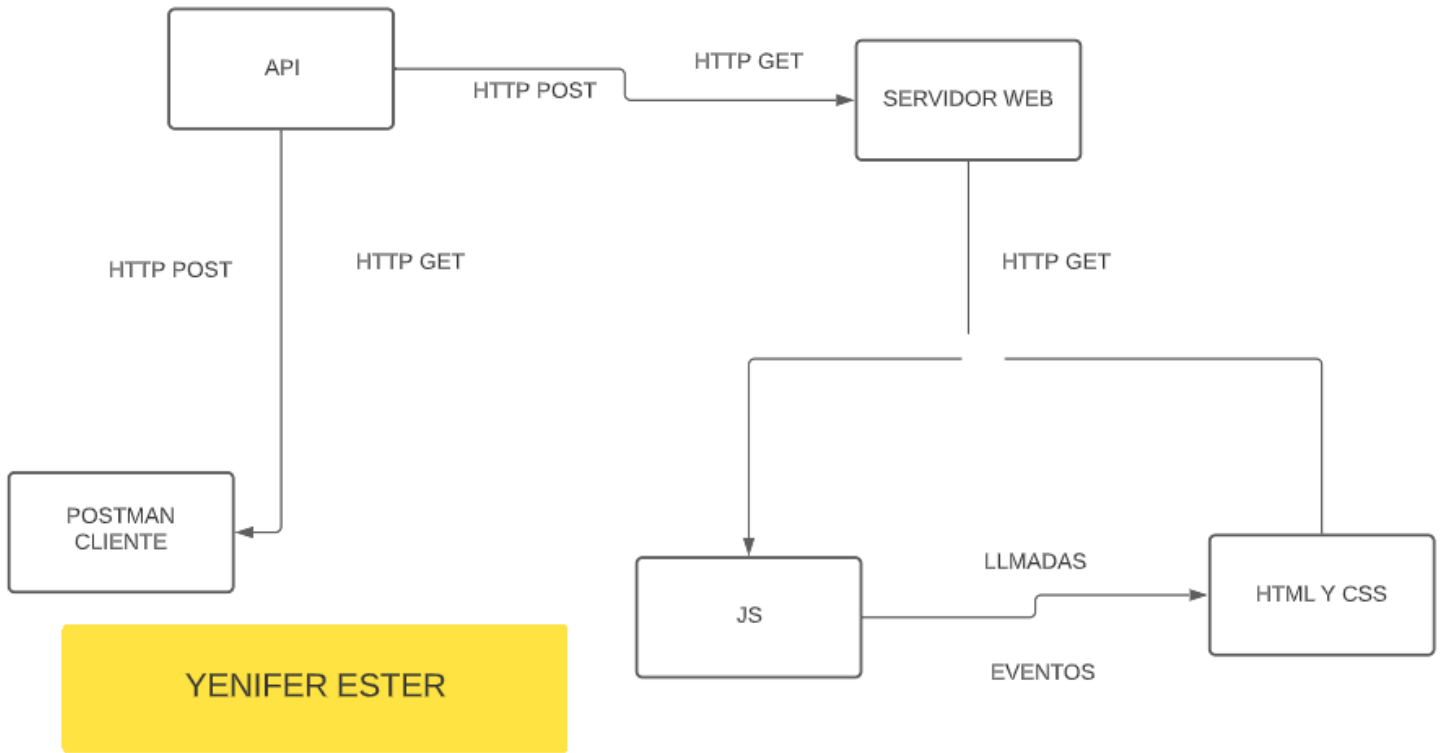 API
HTTP GET
HTTP POST
SERVIDOR WEB
HTTP POST
HTTP GET
HTTP GET
POSTMAN
CLIENTE
LLMADAS
JS
HTML Y CSS
EVENTOS
YENIFER ESTER